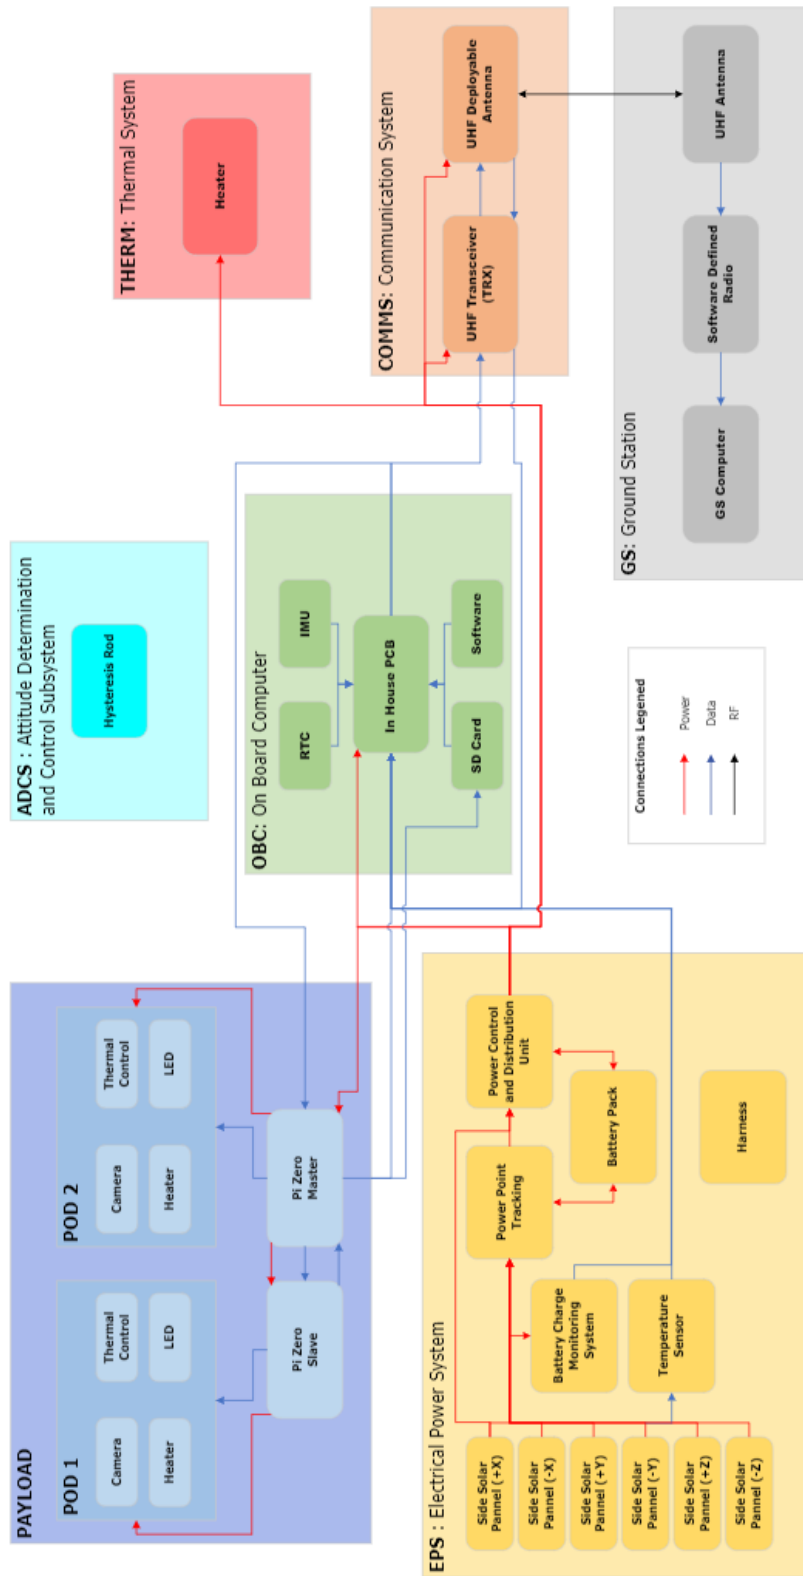 PAYLOAD
POD 1
Camera
Thermal
Control
Heater
LED
POD 2
Camera
Thermal
Control
Heater
LED
Pi Zero
Slave
Pi Zero
Master
ADCS : Attitude Determination
and Control Subsystem
Hysteresis Rod
THERM: Thermal System
Heater
OBC: On Board Computer
RTC
IMU
In House PCB
SD Card
Software
COMMS: Communication System
UHF Transceiver
(TRX)
UHF Deployable
Antenna
EPS : Electrical Power System
Side Solar
Pannel (+X)
Side Solar
Pannel (-X)
Side Solar
Pannel (+Y)
Side Solar
Pannel (-Y)
Side Solar
Pannel (+Z)
Side Solar
Pannel (-Z)
Battery Charge
Monitoring
System
Temperature
Sensor
Power Point
Tracking
Power Control
and Distribution
Unit
Battery Pack
Harness
Connections Legened
Power
Data
RF
GS: Ground Station
GS Computer
Software Defined
Radio
UHF Antenna